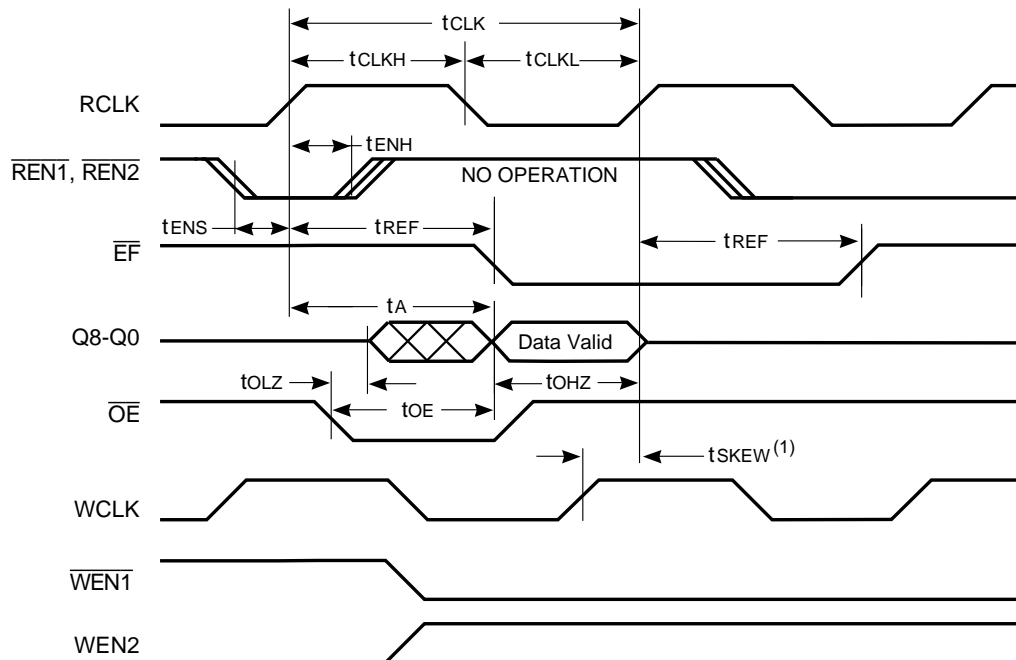 tCLK
tCLKH
tCLKL
RCLK
tENH
REN1, REN2
NO OPERATION
tENS
tREF
tREF
EF
tA
Q8-Q0
Data Valid
tOLZ
tOHZ
tOE
OE
tSKEW(1)
WCLK
WEN1
WEN2